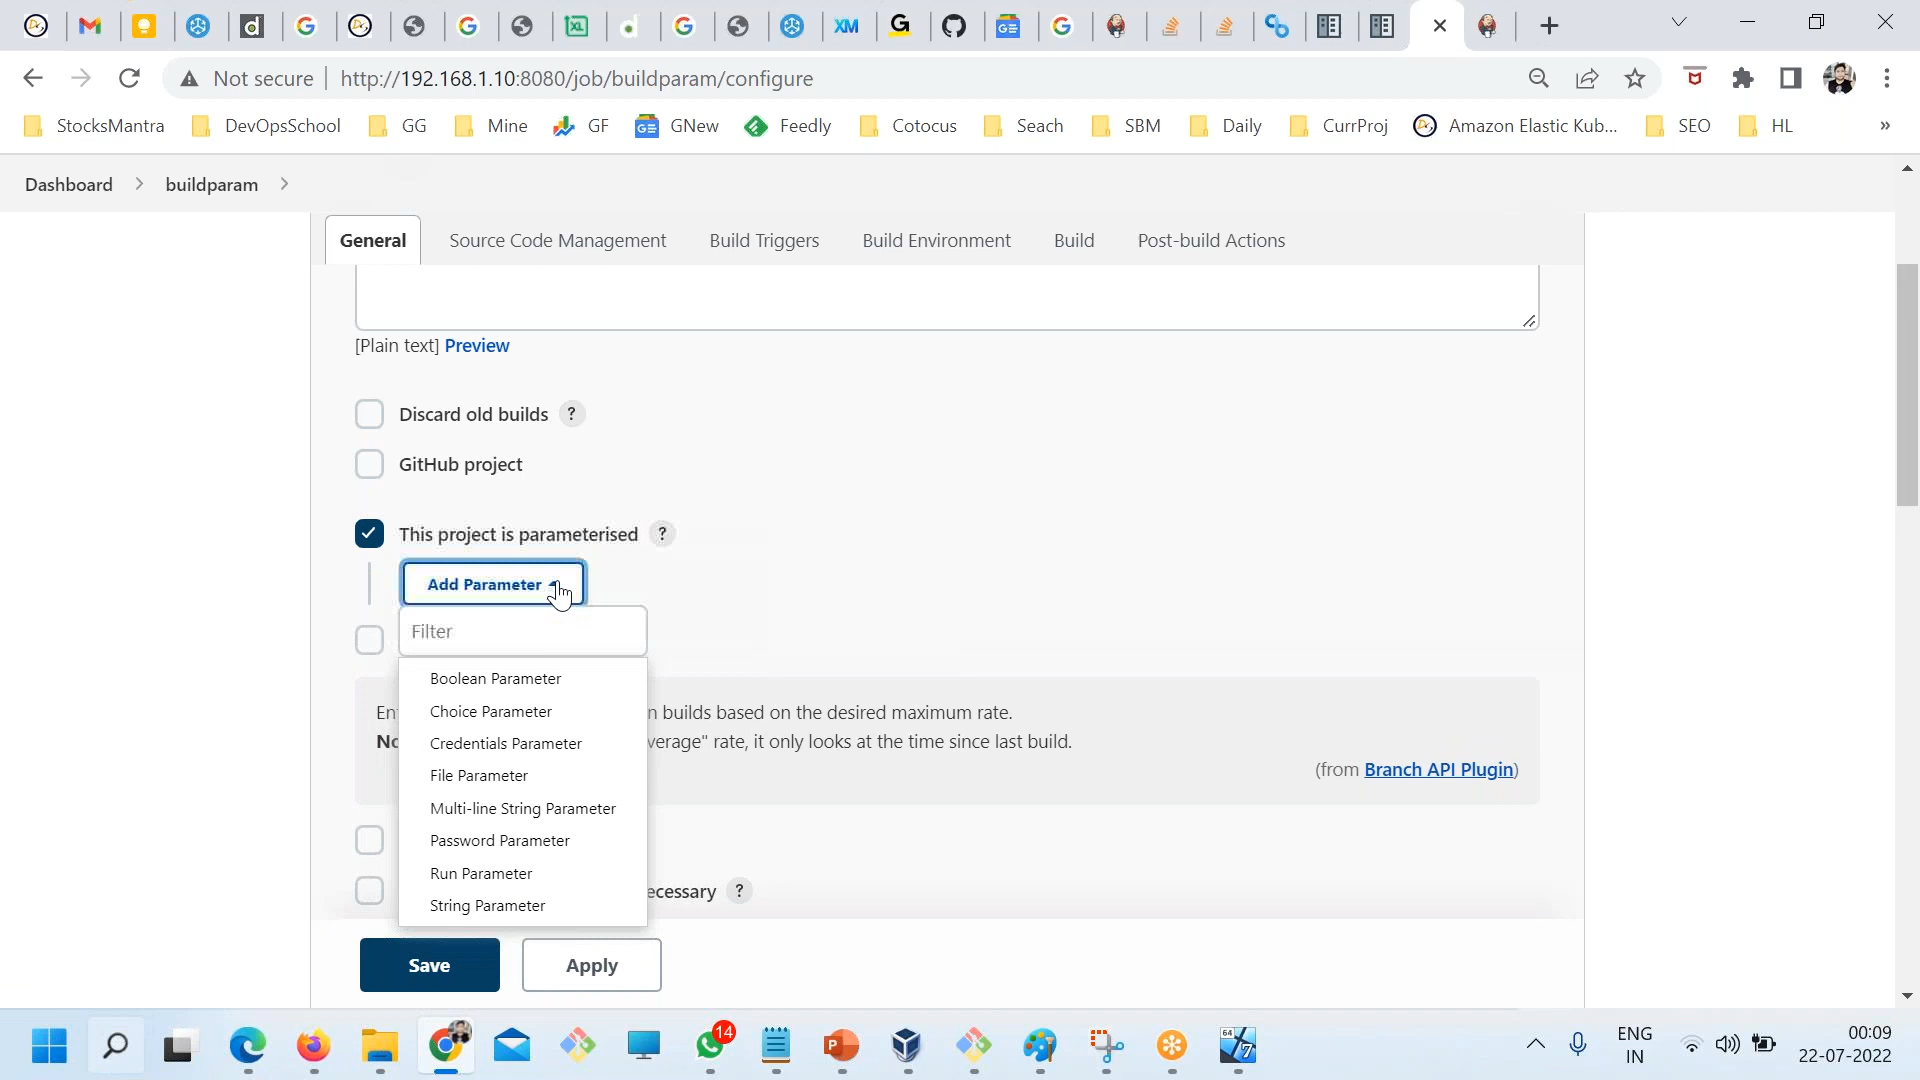 XM
G
Not secure
http://192.168.1.10:8080/job/buildparam/configure
StocksMantra
DevOpsSchool
GG
Mine
GF
GNew
Feedly
Cotocus
Seach
SBM
Daily
CurrProj
Amazon Elastic Kub...
SEO
HL
»
Dashboard
buildparam
General
Source Code Management
Build Triggers
Build Environment
Build
Post-build Actions
[Plain text] Preview
Discard old builds ?
GitHub project
This project is parameterised ?
Add Parameter
Filter
Boolean Parameter
Choice Parameter
Credentials Parameter
File Parameter
Multi-line String Parameter
Password Parameter
Run Parameter
String Parameter
n builds based on the desired maximum rate.
verage" rate, it only looks at the time since last build.
(from Branch API Plugin)
ecessary ?
Save
Apply
14
64
7
ENG
IN
00:09
22-07-2022